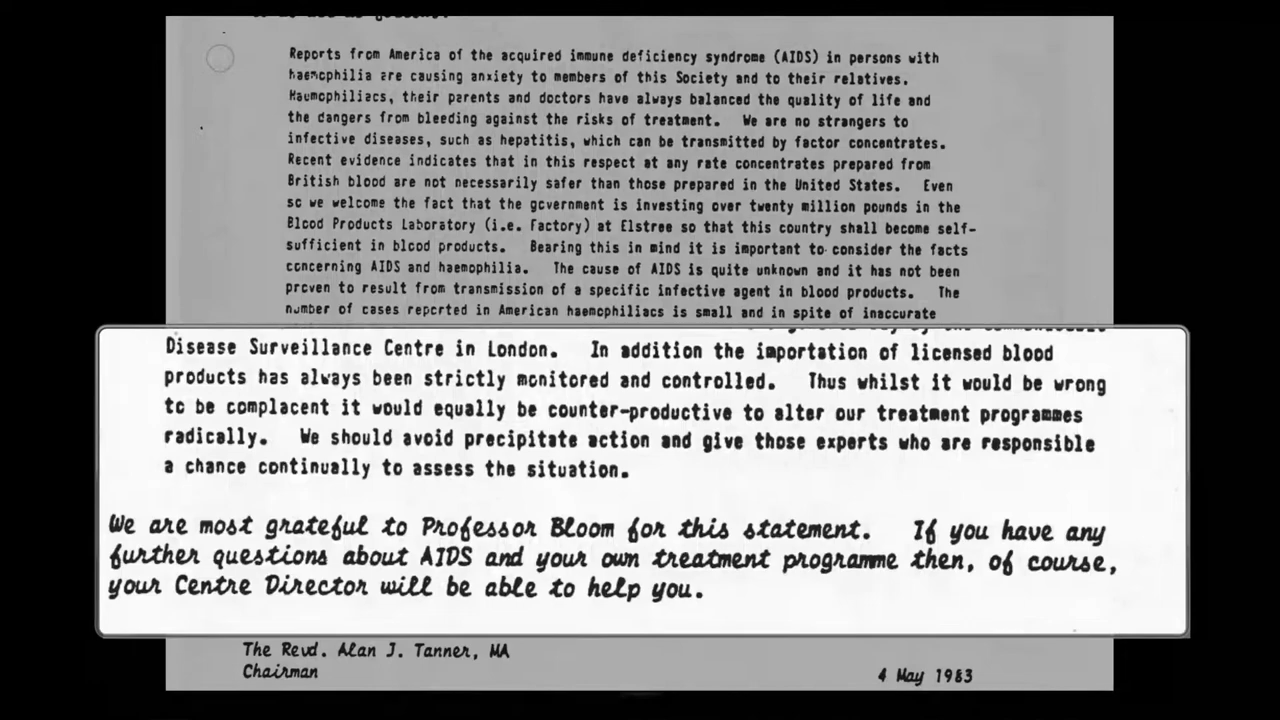 Reports from America of the acquired immune deficiency syndrome (AIDS) in persons with
haemophilia are causing anxiety to members of this Society and to their relatives.
Haemophiliacs, their parents and doctors have always balanced the quality of life and
the dangers from bleeding against the risks of treatment. We are no strangers to
infective diseases, such as hepatitis, which can be transmitted by factor concentrates.
Recent evidence indicates that in this respect at any rate concentrates prepared from
British blood are not necessarily safer than those prepared in the United States. Even
so we welcome the fact that the government is investing over twenty million pounds in the
Blood Products Laboratory (i.e. Factory) at Elstree so that this country shall become self-
sufficient in blood products. Bearing this in mind it is important to consider the facts
concerning AIDS and haemophilia. The cause of AIDS is quite unknown and it has not been
proven to result from transmission of a specific infective agent in blood products. The
number of cases reported in American haemophiliacs is small and in spite of inaccurate
Disease Surveillance Centre in London. In addition the importation of licensed blood
products has always been strictly monitored and controlled. Thus whilst it would be wrong
to be complacent it would equally be counter-productive to alter our treatment programmes
radically. We should avoid precipitate action and give those experts who are responsible
a chance continually to assess the situation.
We are most grateful to Professor Bloom for this statement. If you have any
further questions about AIDS and your own treatment programme then, of course,
your Centre Director will be able to help you.
The Revd. Alan J. Tanner, MA
Chairman
4 May 1983